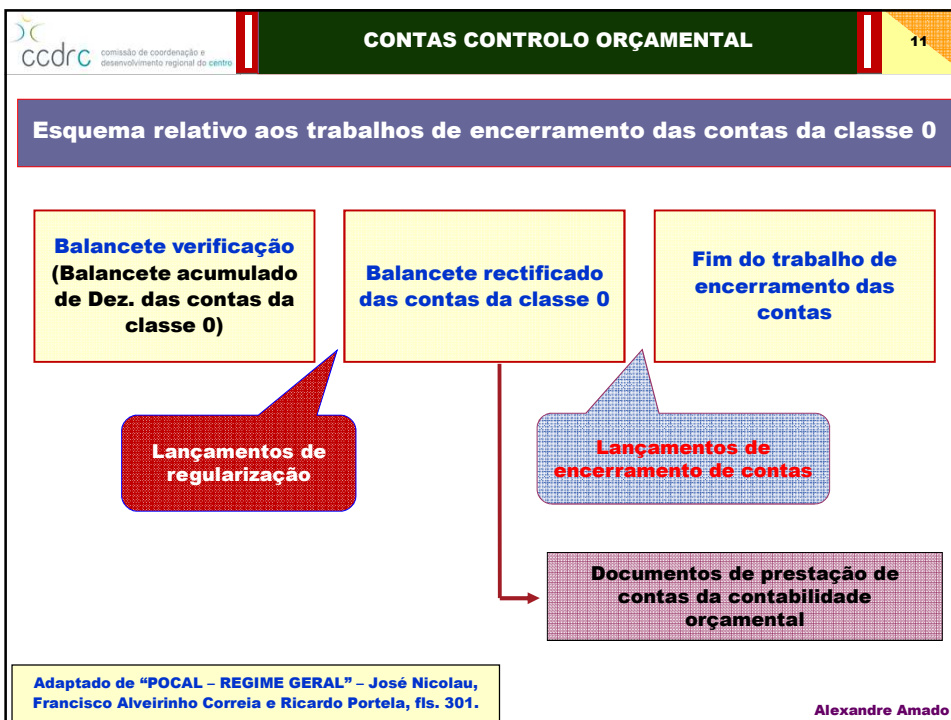 ccdrc
comissão de coordenação e
desenvolvimento regional do centro
CONTAS CONTROLO ORÇAMENTAL
11
Esquema relativo aos trabalhos de encerramento das contas da classe 0
Balancete verificação
(Balancete acumulado
de Dez. das contas da
classe 0)
Balancete rectificado
das contas da classe 0
Fim do trabalho de
encerramento das
contas
Lançamentos de
regularização
Lançamentos de
encerramento de contas
Documentos de prestação de
contas da contabilidade
orçamental
Adaptado de “POCAL – REGIME GERAL” – José Nicolau,
Francisco Alveirinho Correia e Ricardo Portela, fls. 301.
Alexandre Amado